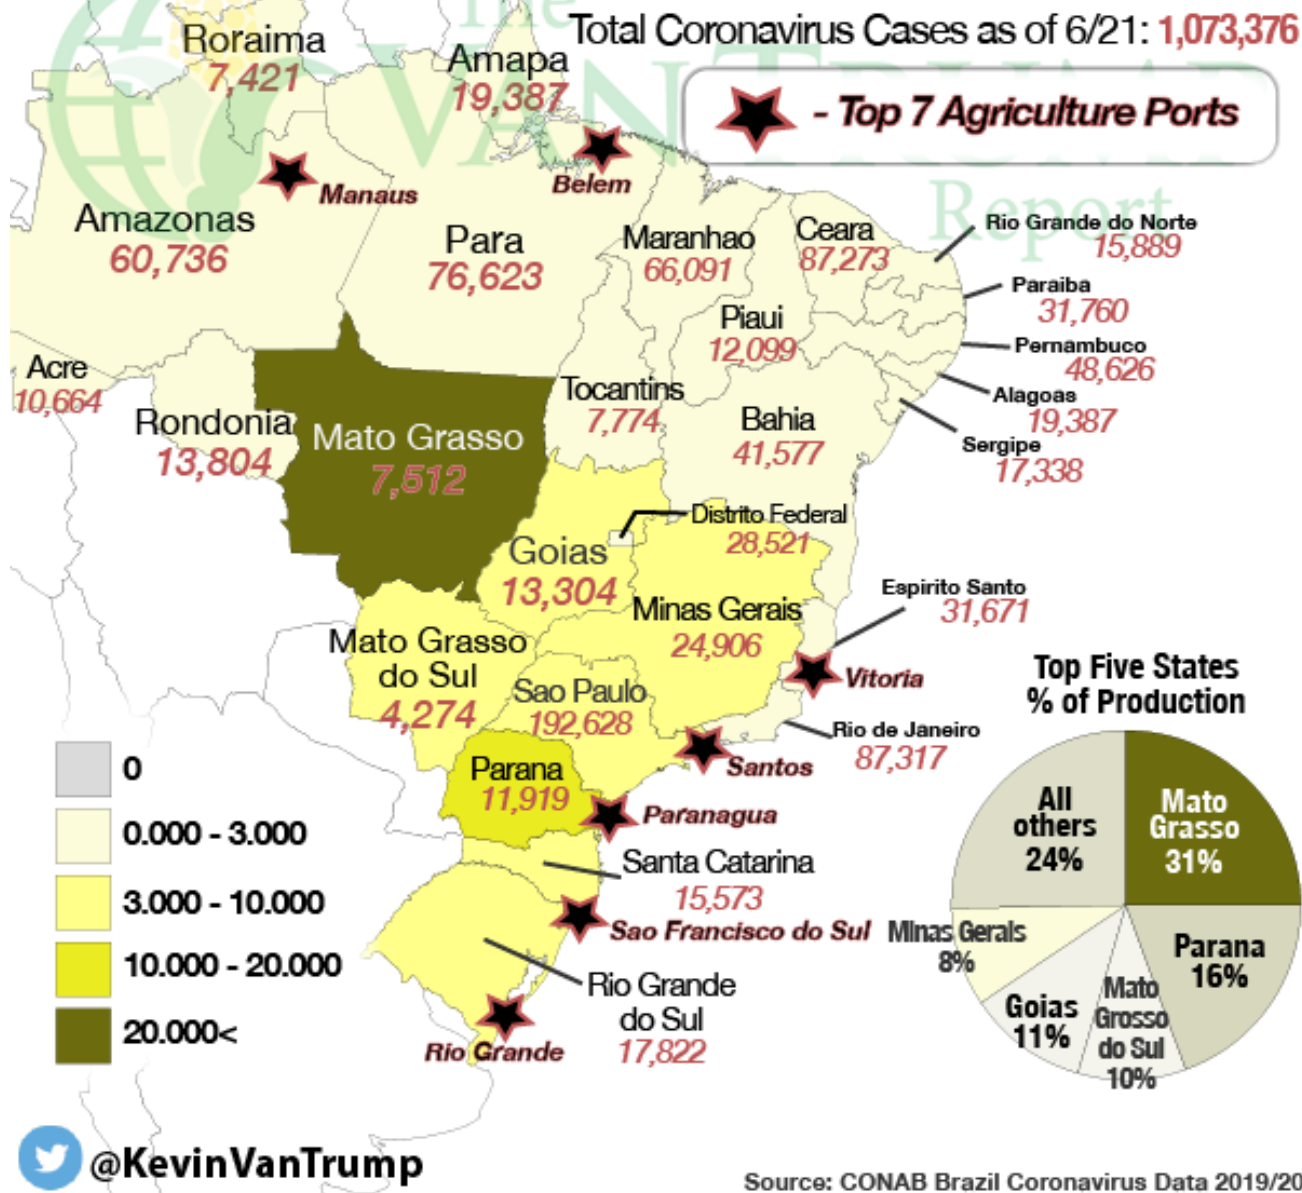 The
VANTRUMP
Report
Total Coronavirus Cases as of 6/21: 1,073,376
- Top 7 Agriculture Ports
Roraima
7,421
Amapa
19,387
Manaus
Belem
Amazonas
60,736
Para
76,623
Maranhao
66,091
Ceara
87,273
Rio Grande do Norte
15,889
Paraiba
31,760
Piaui
12,099
Pernambuco
48,626
Acre
10,664
Tocantins
7,774
Alagoas
19,387
Rondonia
13,804
Mato Grasso
7,512
Bahia
41,577
Sergipe
17,338
Distrito Federal
28,521
Goias
13,304
Minas Gerais
24,906
Espirito Santo
31,671
Mato Grasso
do Sul
4,274
Sao Paulo
192,628
Vitoria
Rio de Janeiro
87,317
Santos
Parana
11,919
Paranagua
Santa Catarina
15,573
Sao Francisco do Sul
Rio Grande
do Sul
17,822
Rio Grande
0
0.000 - 3.000
3.000 - 10.000
10.000 - 20.000
20.000<
Top Five States
% of Production
All
others
24%
Mato
Grasso
31%
Minas Gerais
8%
Parana
16%
Goias
11%
Mato
Grosso
do Sul
10%
@KevinVanTrump
Source: CONAB Brazil Coronavirus Data 2019/20